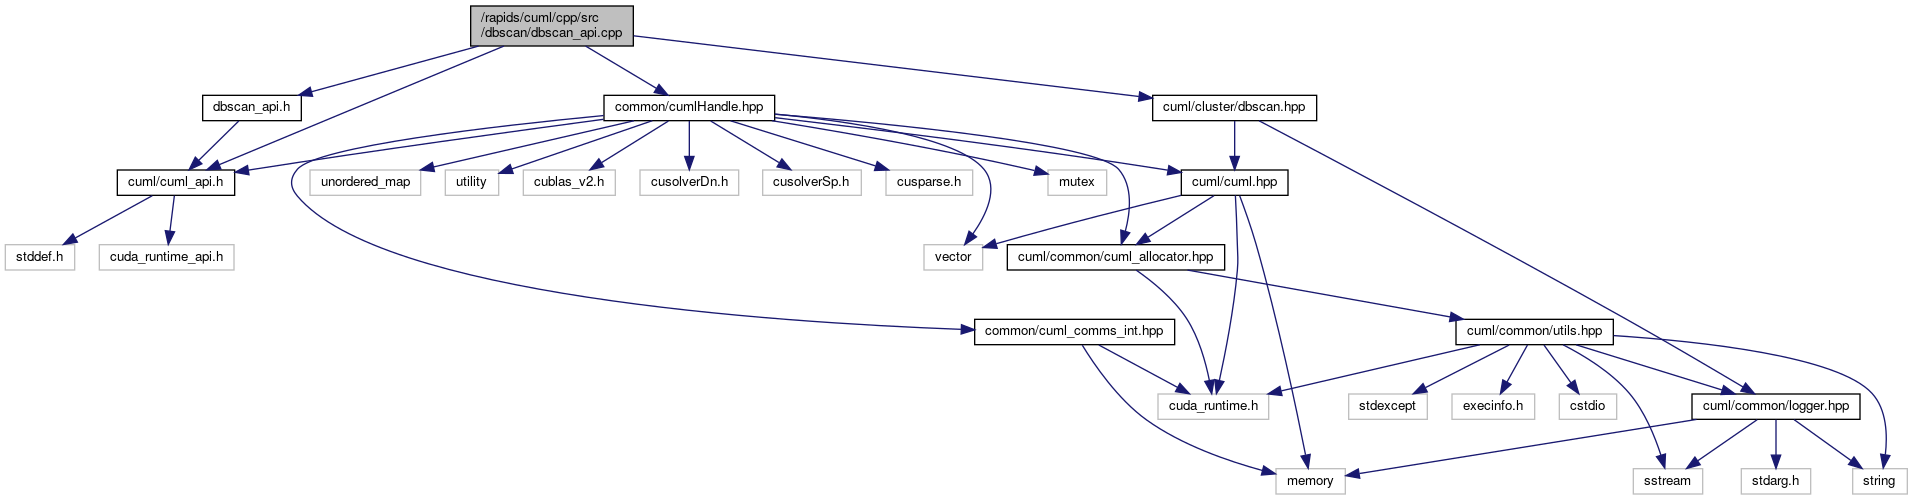 /rapids/cuml/cpp/src
/dbscan/dbscan_api.cpp
dbscan_api.h
common/cumlHandle.hpp
cuml/cluster/dbscan.hpp
cuml/cuml_api.h
unordered_map
utility
cublas_v2.h
cusolverDn.h
cusolverSp.h
cusparse.h
mutex
cuml/cuml.hpp
stddef.h
cuda_runtime_api.h
vector
cuml/common/cuml_allocator.hpp
common/cuml_comms_int.hpp
cuml/common/utils.hpp
cuda_runtime.h
stdexcept
execinfo.h
cstdio
cuml/common/logger.hpp
memory
sstream
stdarg.h
string